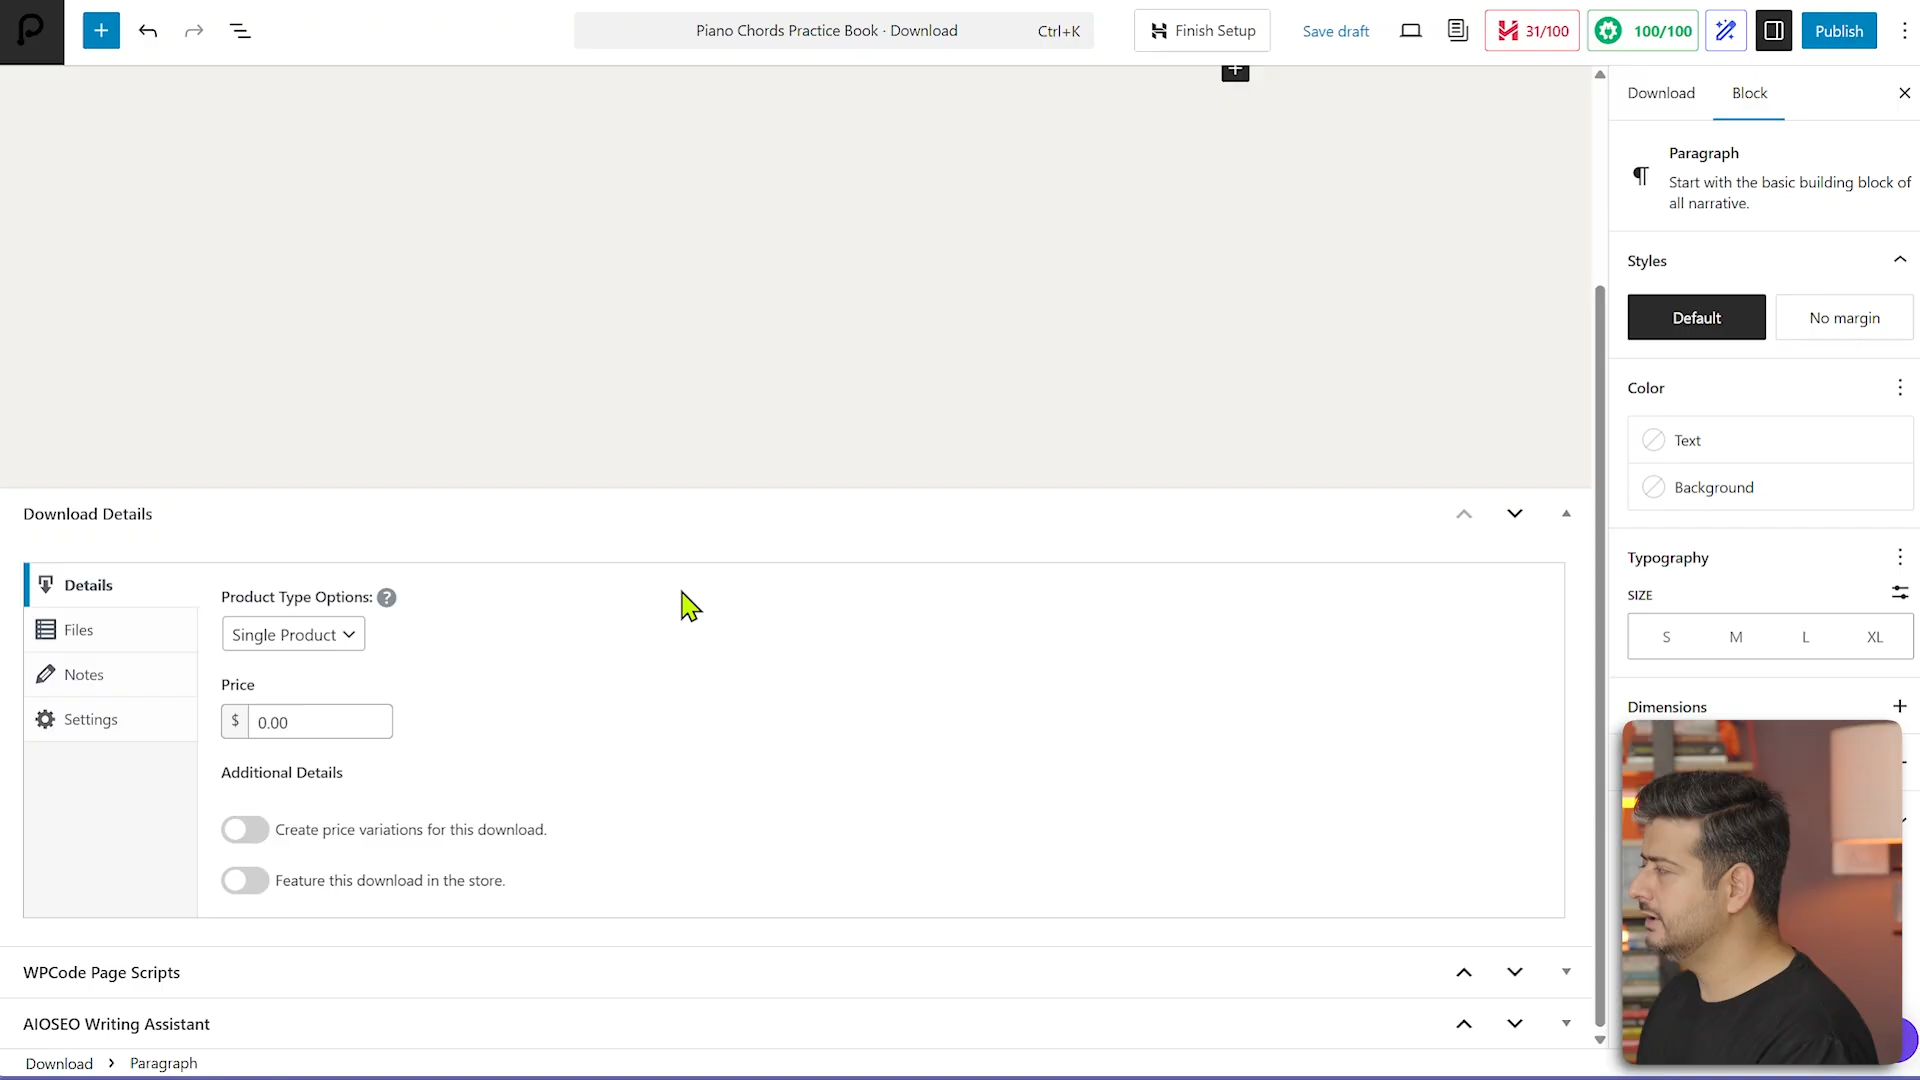 Piano Chords Practice Book · Download Ctrl+K
Finish Setup
Save draft
31/100
100/100
Publish
Download
Block
Paragraph
Start with the basic building block of
all narrative.
Styles
Default
No margin
Color
Text
Background
Typography
SIZE
S M L XL
Dimensions
Download Details
Details
Files
Notes
Settings
Product Type Options: ?
Single Product
Price
$ 0.00
Additional Details
Create price variations for this download.
Feature this download in the store.
WPCode Page Scripts
AIOSEO Writing Assistant
Download > Paragraph